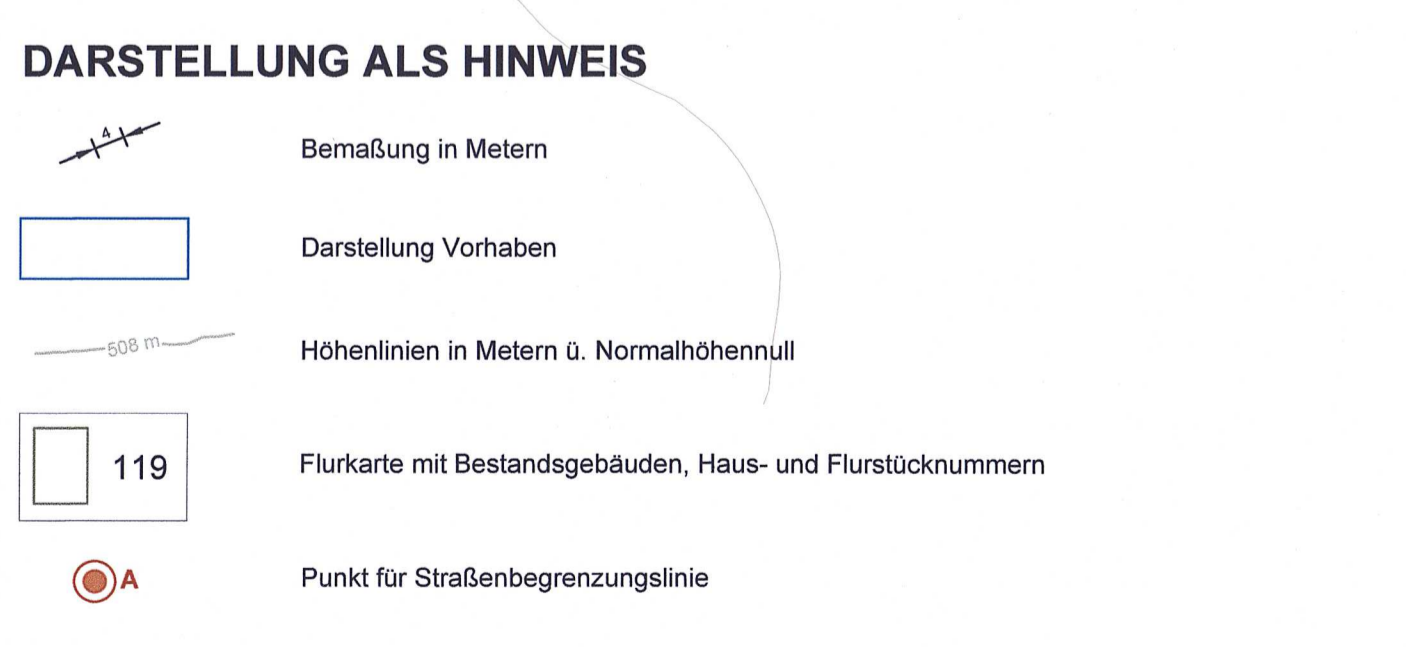 DARSTELLUNG ALS HINWEIS
4
Bemaßung in Metern
Darstellung Vorhaben
508 m
Höhenlinien in Metern ü. Normalhöhennull
119
Flurkarte mit Bestandsgebäuden, Haus- und Flurstücknummern
A
Punkt für Straßenbegrenzungslinie